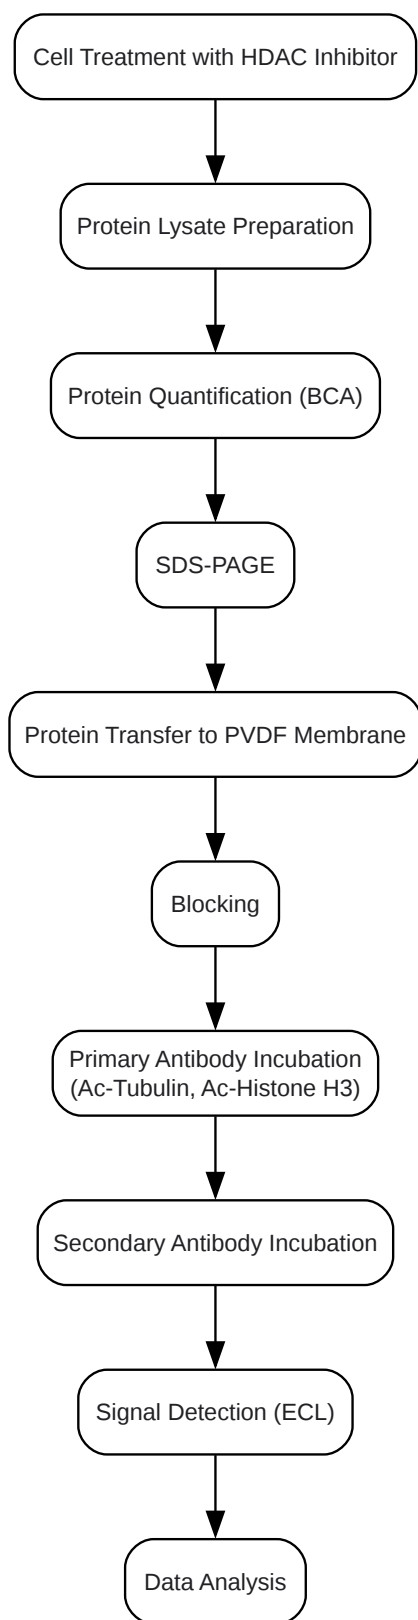 Cell Treatment with HDAC Inhibitor
Protein Lysate Preparation
Protein Quantification (BCA)
SDS-PAGE
Protein Transfer to PVDF Membrane
Blocking
Primary Antibody Incubation
(Ac-Tubulin, Ac-Histone H3)
Secondary Antibody Incubation
Signal Detection (ECL)
Data Analysis